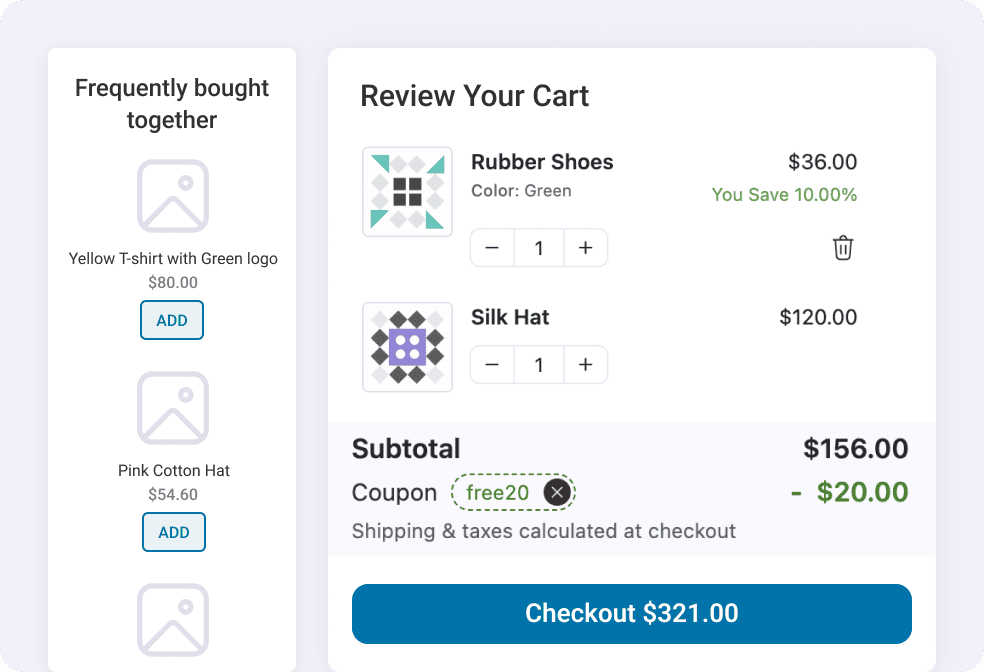 Frequently bought
together
Yellow T-shirt with Green logo
$80.00
ADD
Pink Cotton Hat
$54.60
ADD
Review Your Cart
Rubber Shoes
$36.00
Color: Green
You Save 10.00%
− 1 +
Silk Hat
$120.00
− 1 +
Subtotal
$156.00
Coupon free20
- $20.00
Shipping & taxes calculated at checkout
Checkout $321.00